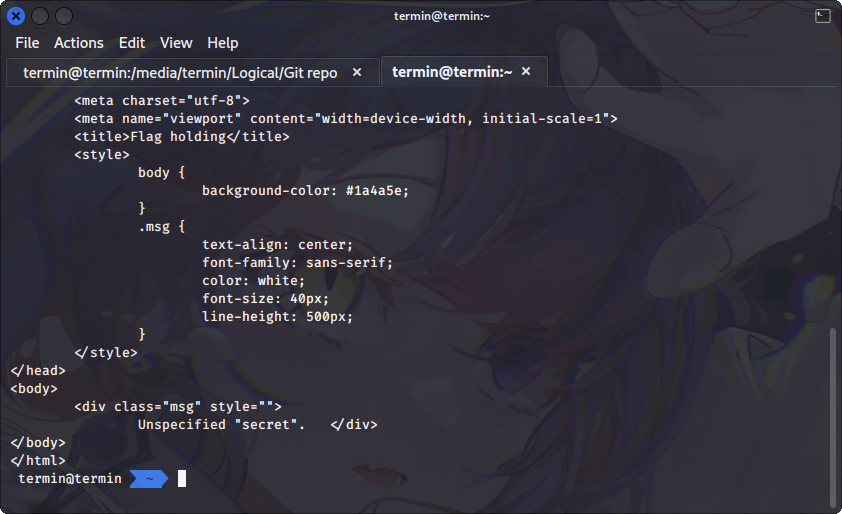 termin@termin:~
File Actions Edit View Help
termin@termin:/media/termin/Logical/Git repo × termin@termin:~ ×
<meta charset="utf-8">
<meta name="viewport" content="width=device-width, initial-scale=1">
<title>Flag holding</title>
<style>
body {
background-color: #1a4a5e;
}
.msg {
text-align: center;
font-family: sans-serif;
color: white;
font-size: 40px;
line-height: 500px;
}
</style>
</head>
<body>
<div class="msg" style="">
Unspecified "secret". </div>
</body>
</html>
termin@termin ~